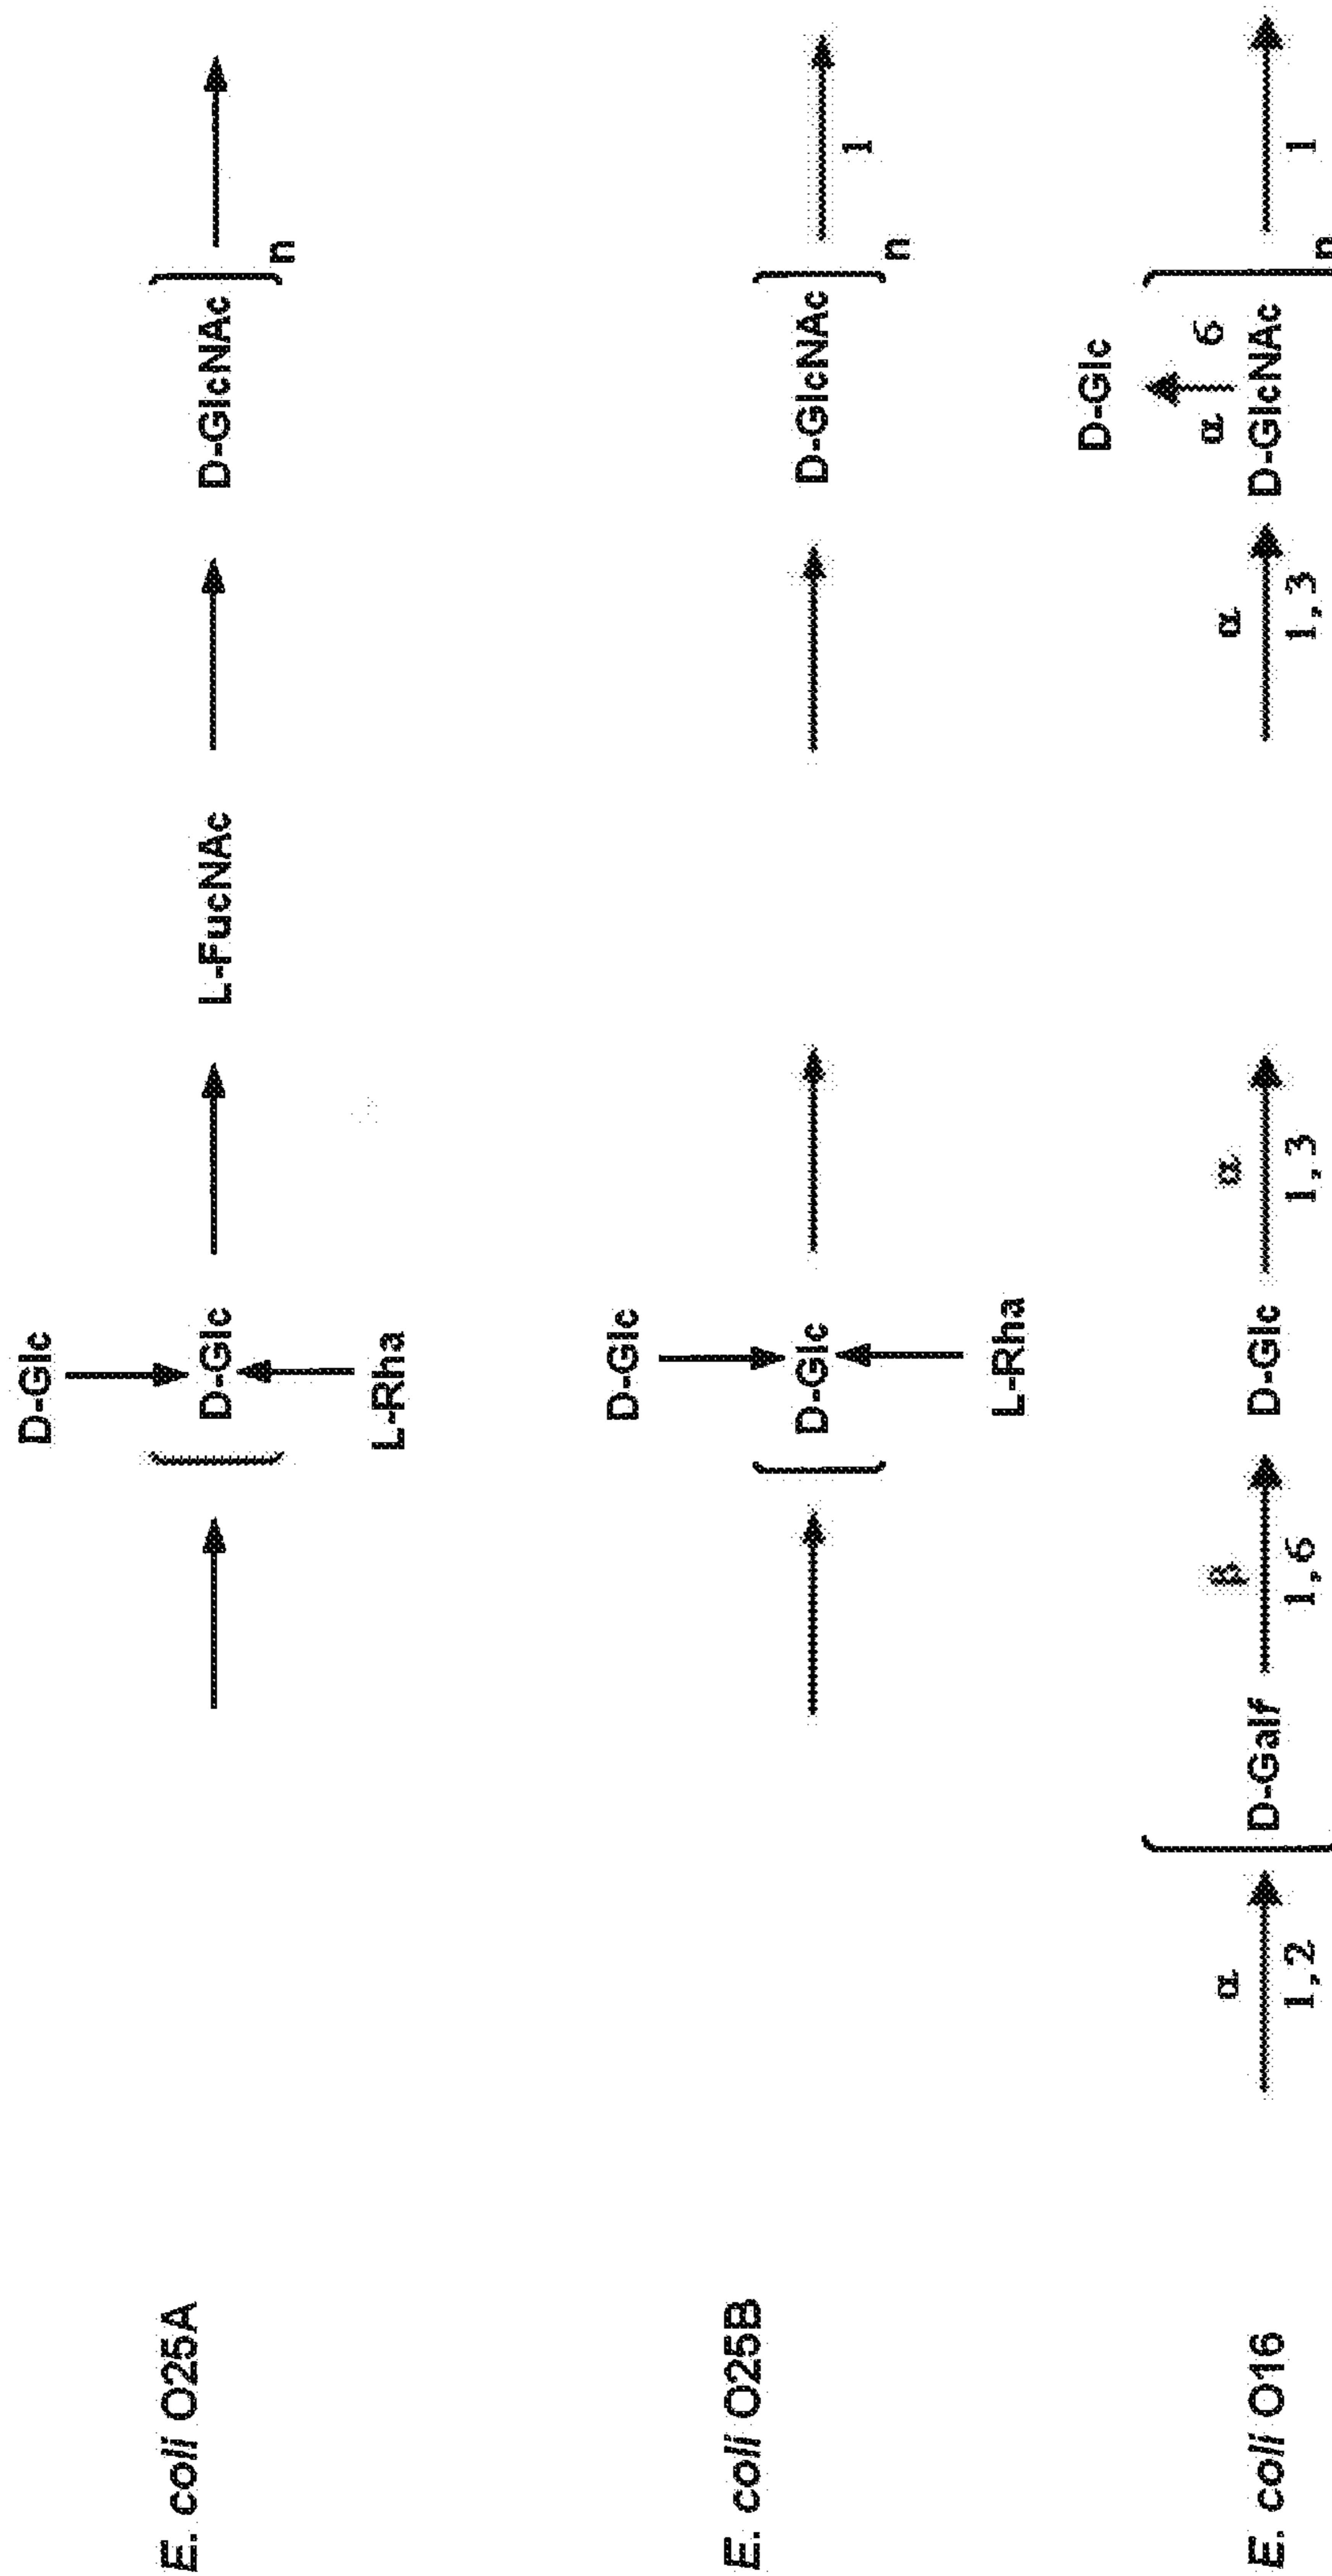 D-Glc
E. coli O25A [ D-Glc L-FucNAc D-GlcNAc ] n
L-Rha
D-Glc
E. coli O25B [ D-Glc D-GlcNAc ] n 1
L-Rha
D-Glc
α β α α α 6
E. coli O16 [ D-Galf D-Glc D-GlcNAc ] n
1,2 1,6 1,3 1,3 1